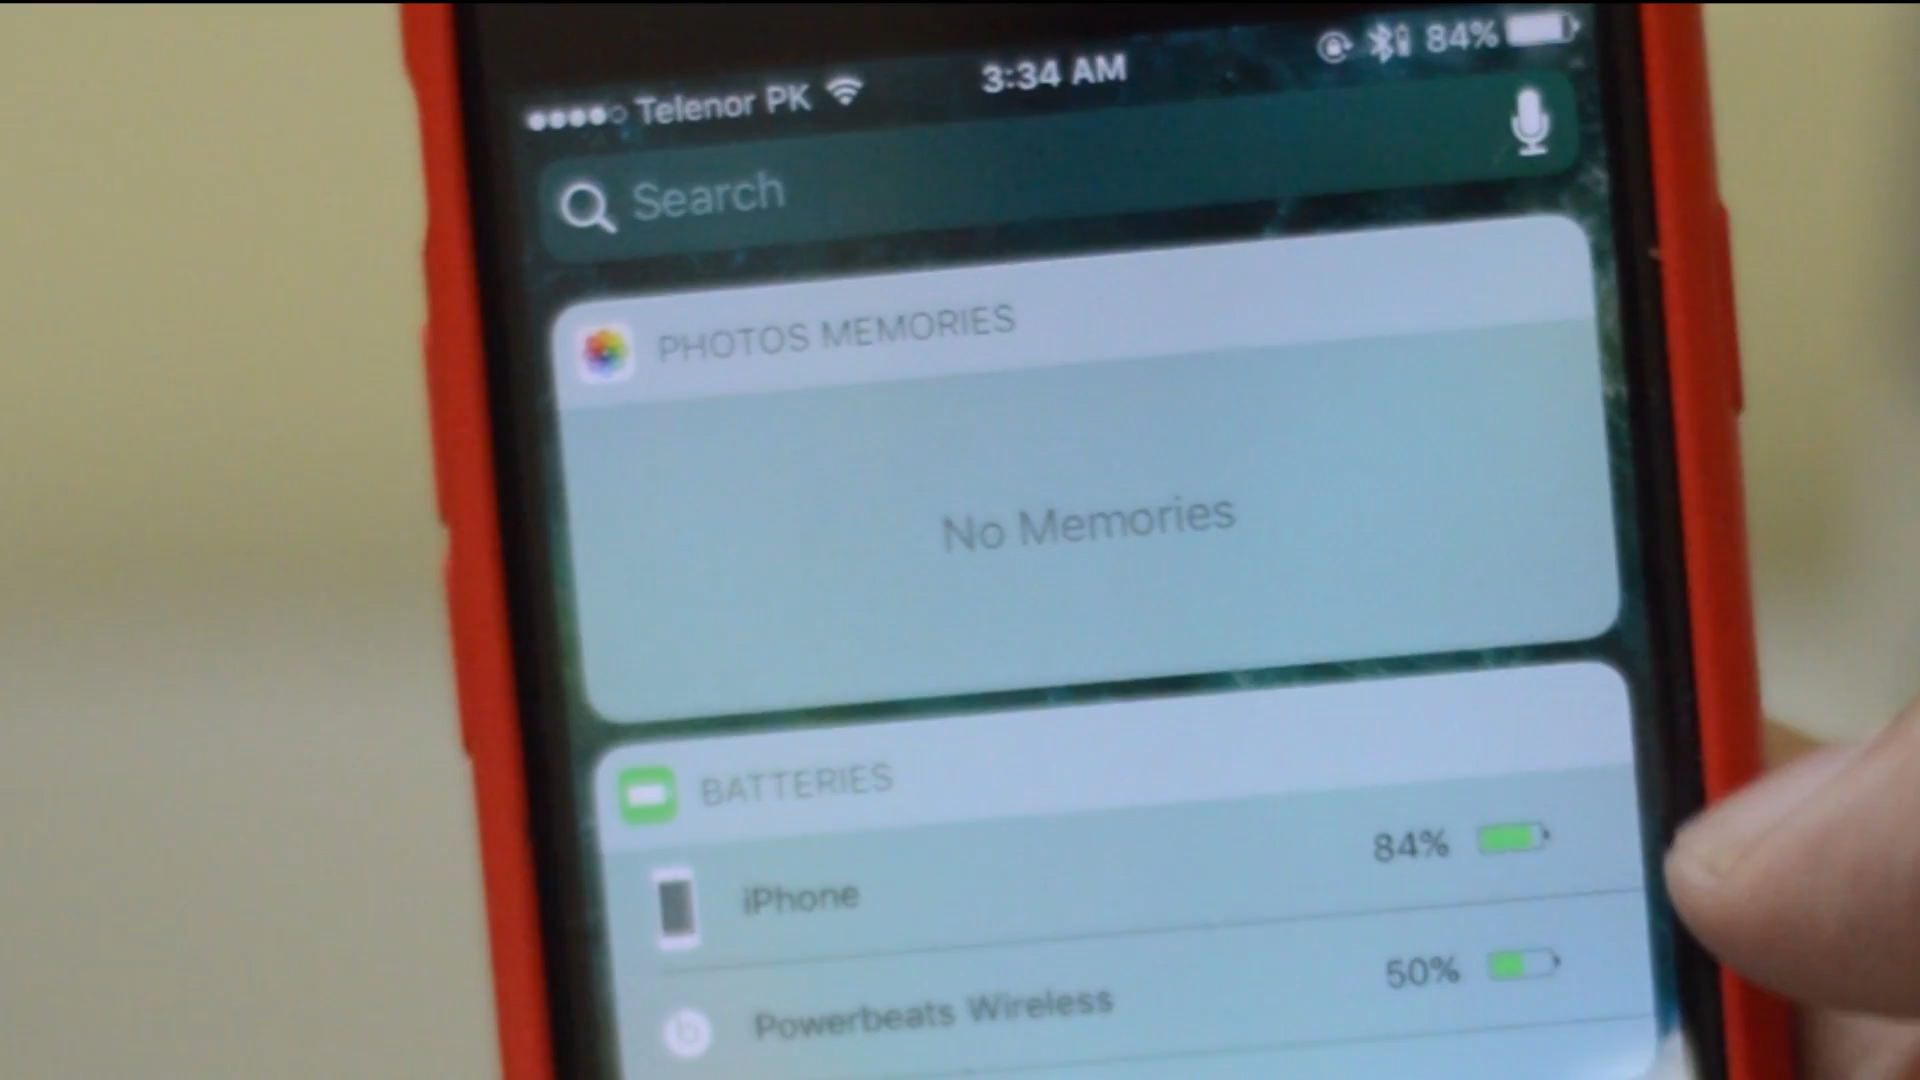 Telenor PK 3:34 AM 84%
Search
PHOTOS MEMORIES
No Memories
BATTERIES
iPhone 84%
Powerbeats Wireless 50%